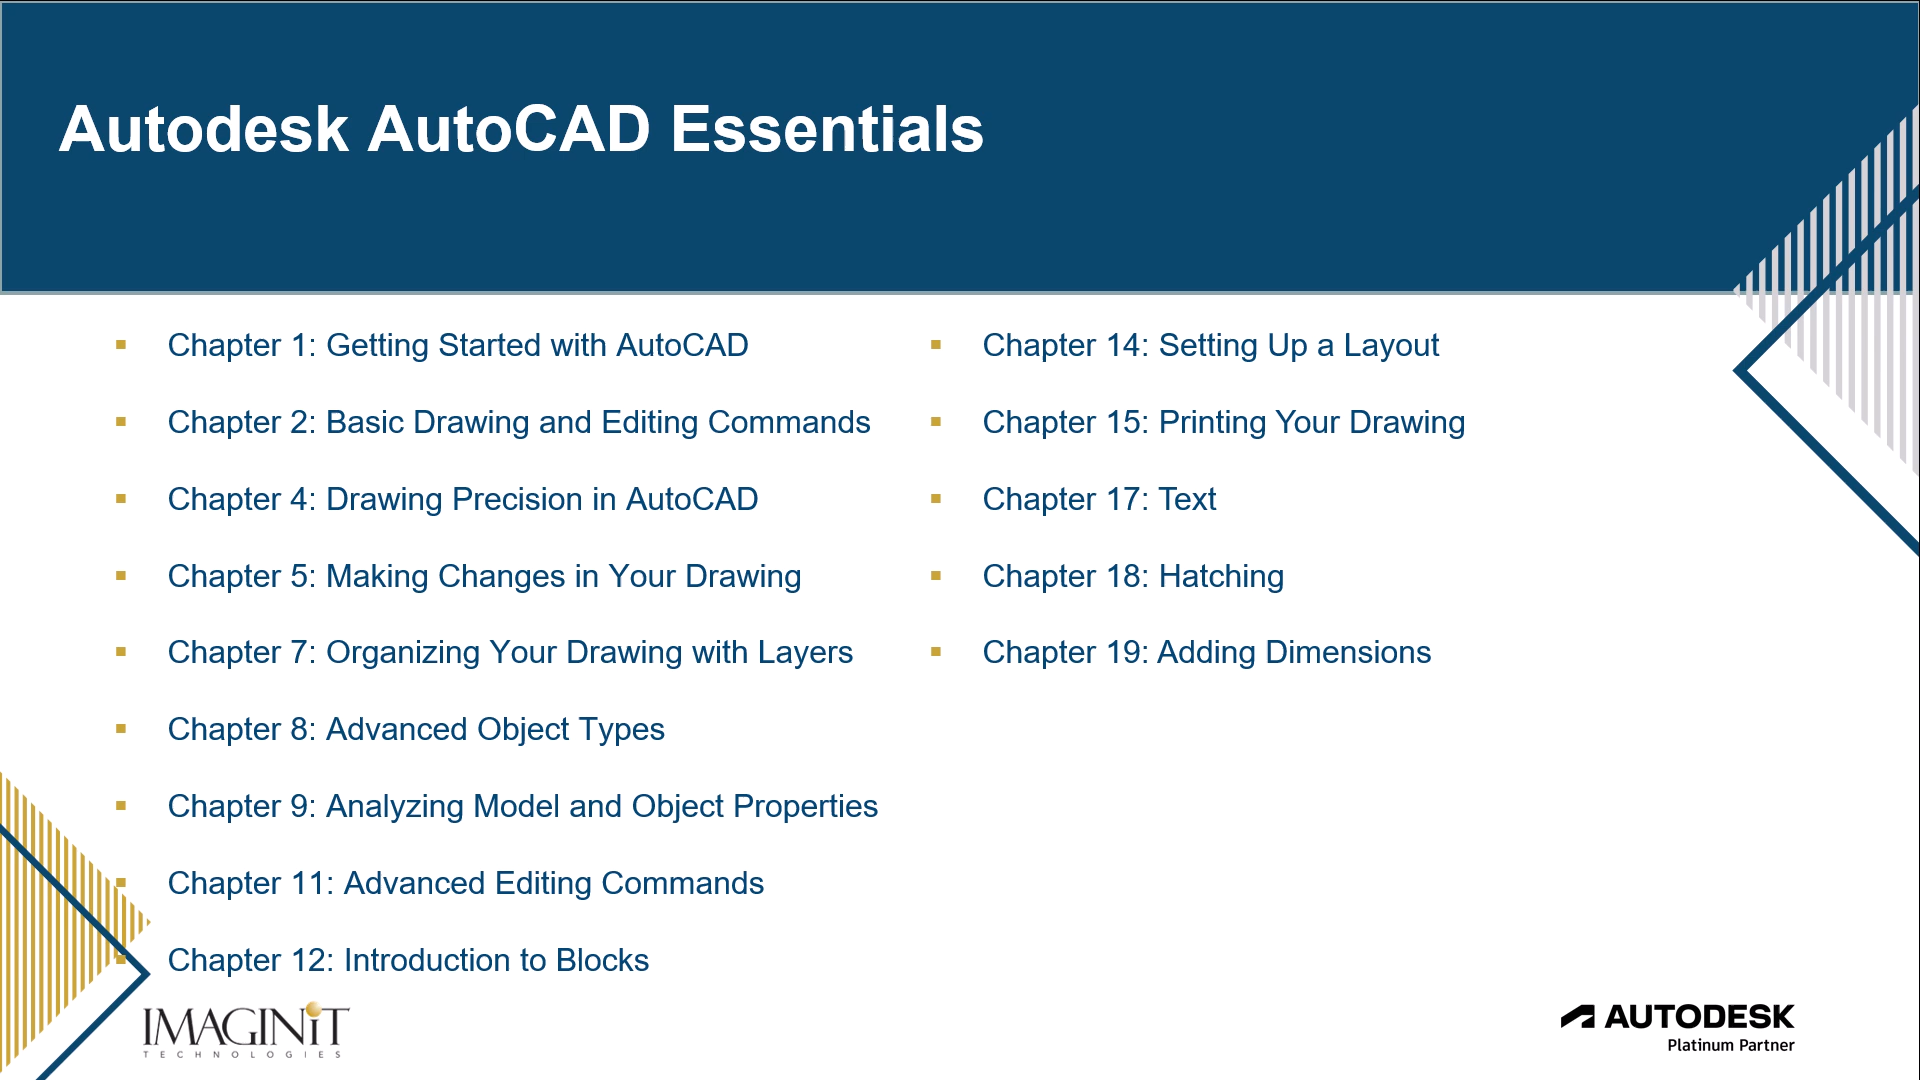 Autodesk AutoCAD Essentials
Chapter 1: Getting Started with AutoCAD
Chapter 2: Basic Drawing and Editing Commands
Chapter 4: Drawing Precision in AutoCAD
Chapter 5: Making Changes in Your Drawing
Chapter 7: Organizing Your Drawing with Layers
Chapter 8: Advanced Object Types
Chapter 9: Analyzing Model and Object Properties
Chapter 11: Advanced Editing Commands
Chapter 12: Introduction to Blocks
Chapter 14: Setting Up a Layout
Chapter 15: Printing Your Drawing
Chapter 17: Text
Chapter 18: Hatching
Chapter 19: Adding Dimensions
IMAGINiT
TECHNOLOGIES
AUTODESK
Platinum Partner